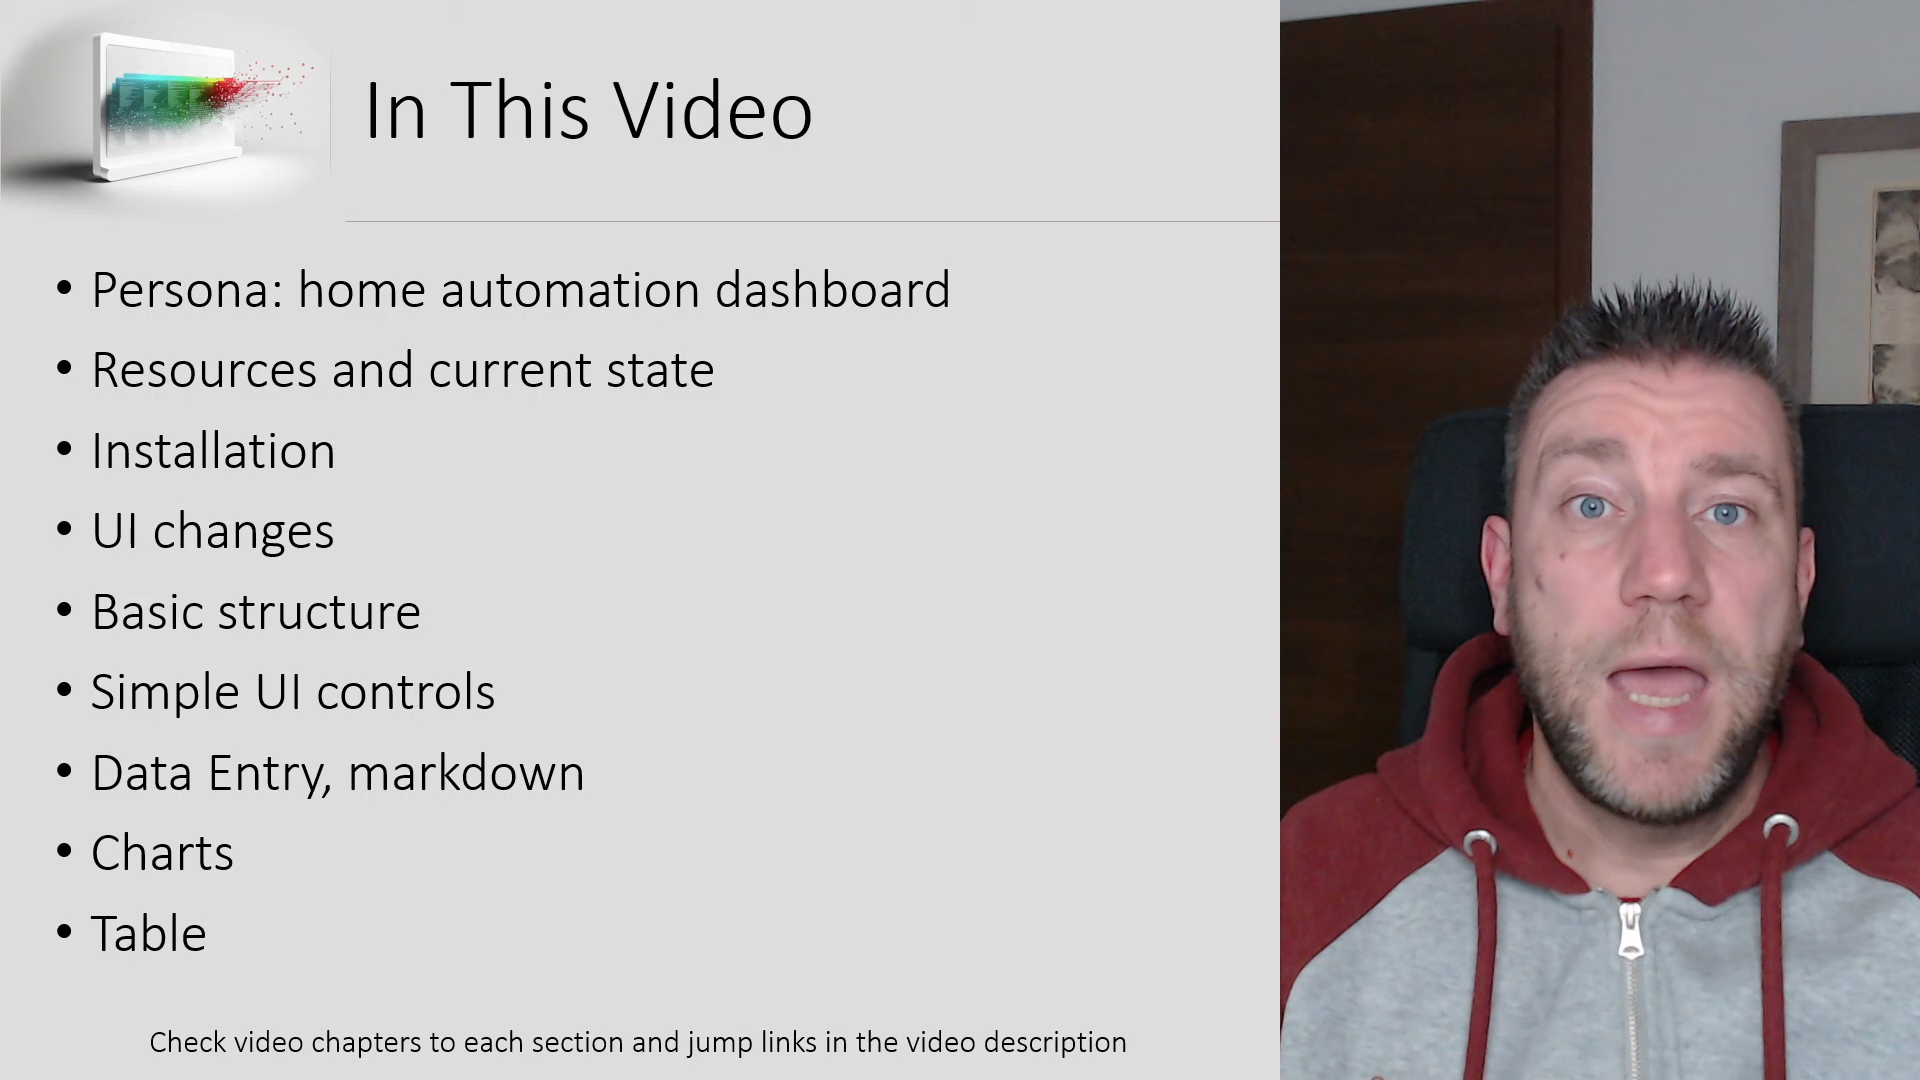 In This Video
• Persona: home automation dashboard
• Resources and current state
• Installation
• UI changes
• Basic structure
• Simple UI controls
• Data Entry, markdown
• Charts
• Table
Check video chapters to each section and jump links in the video description